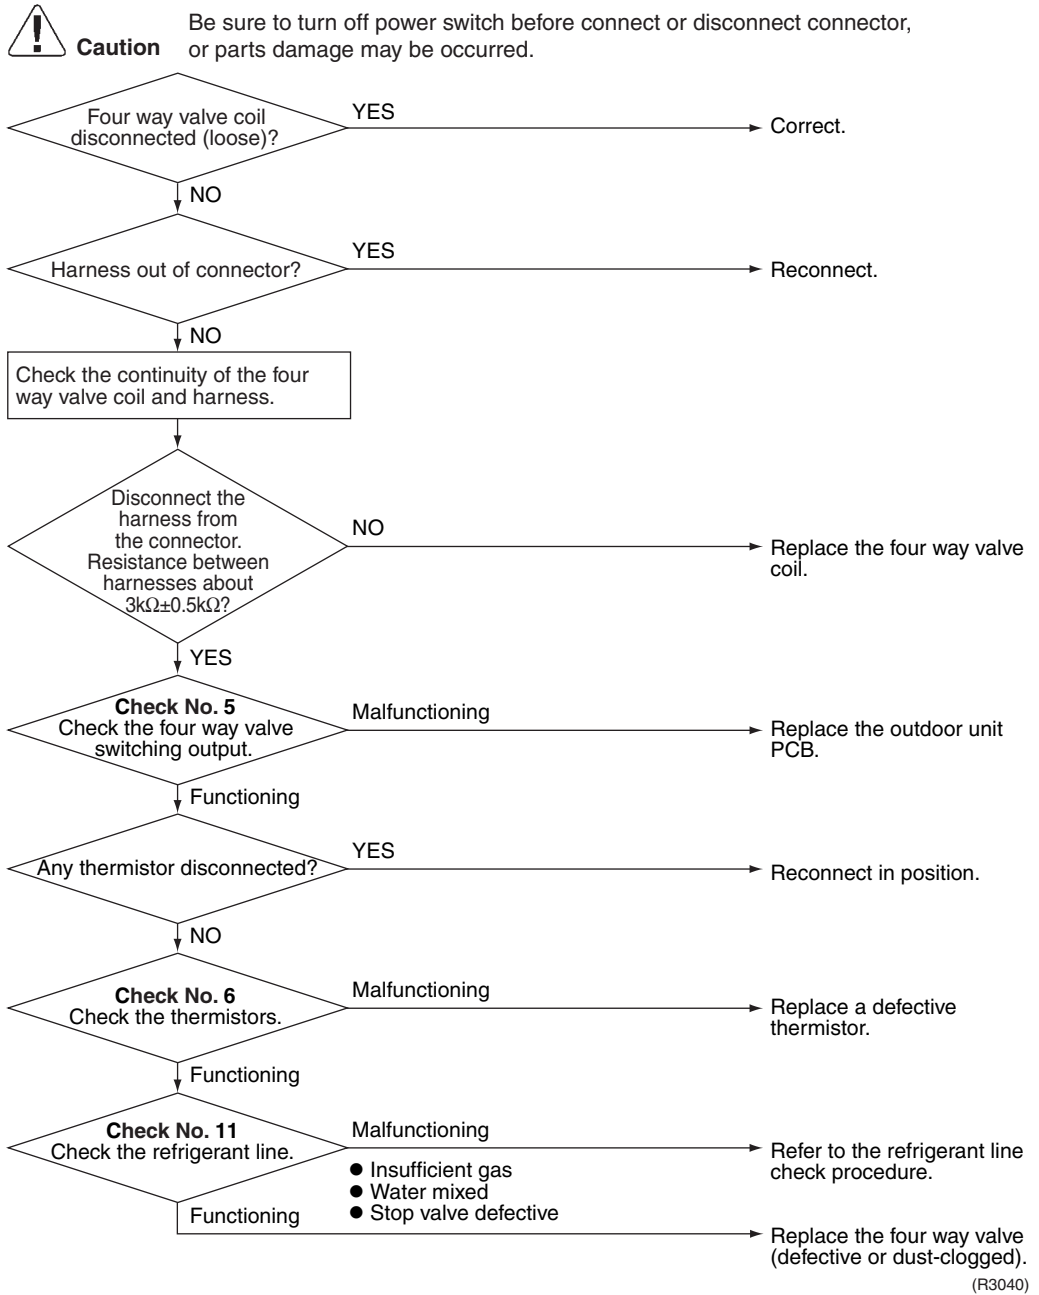 Be sure to turn off power switch before connect or disconnect connector,
Caution or parts damage may be occurred.
Four way valve coil
disconnected (loose)?
YES
Correct.
NO
Harness out of connector?
YES
Reconnect.
NO
Check the continuity of the four
way valve coil and harness.
Disconnect the
harness from
the connector.
Resistance between
harnesses about
3kΩ±0.5kΩ?
NO
Replace the four way valve
coil.
YES
Check No. 5
Check the four way valve
switching output.
Malfunctioning
Replace the outdoor unit
PCB.
Functioning
Any thermistor disconnected?
YES
Reconnect in position.
NO
Check No. 6
Check the thermistors.
Malfunctioning
Replace a defective
thermistor.
Functioning
Check No. 11
Check the refrigerant line.
Malfunctioning
● Insufficient gas
● Water mixed
● Stop valve defective
Refer to the refrigerant line
check procedure.
Functioning
Replace the four way valve
(defective or dust-clogged).
(R3040)